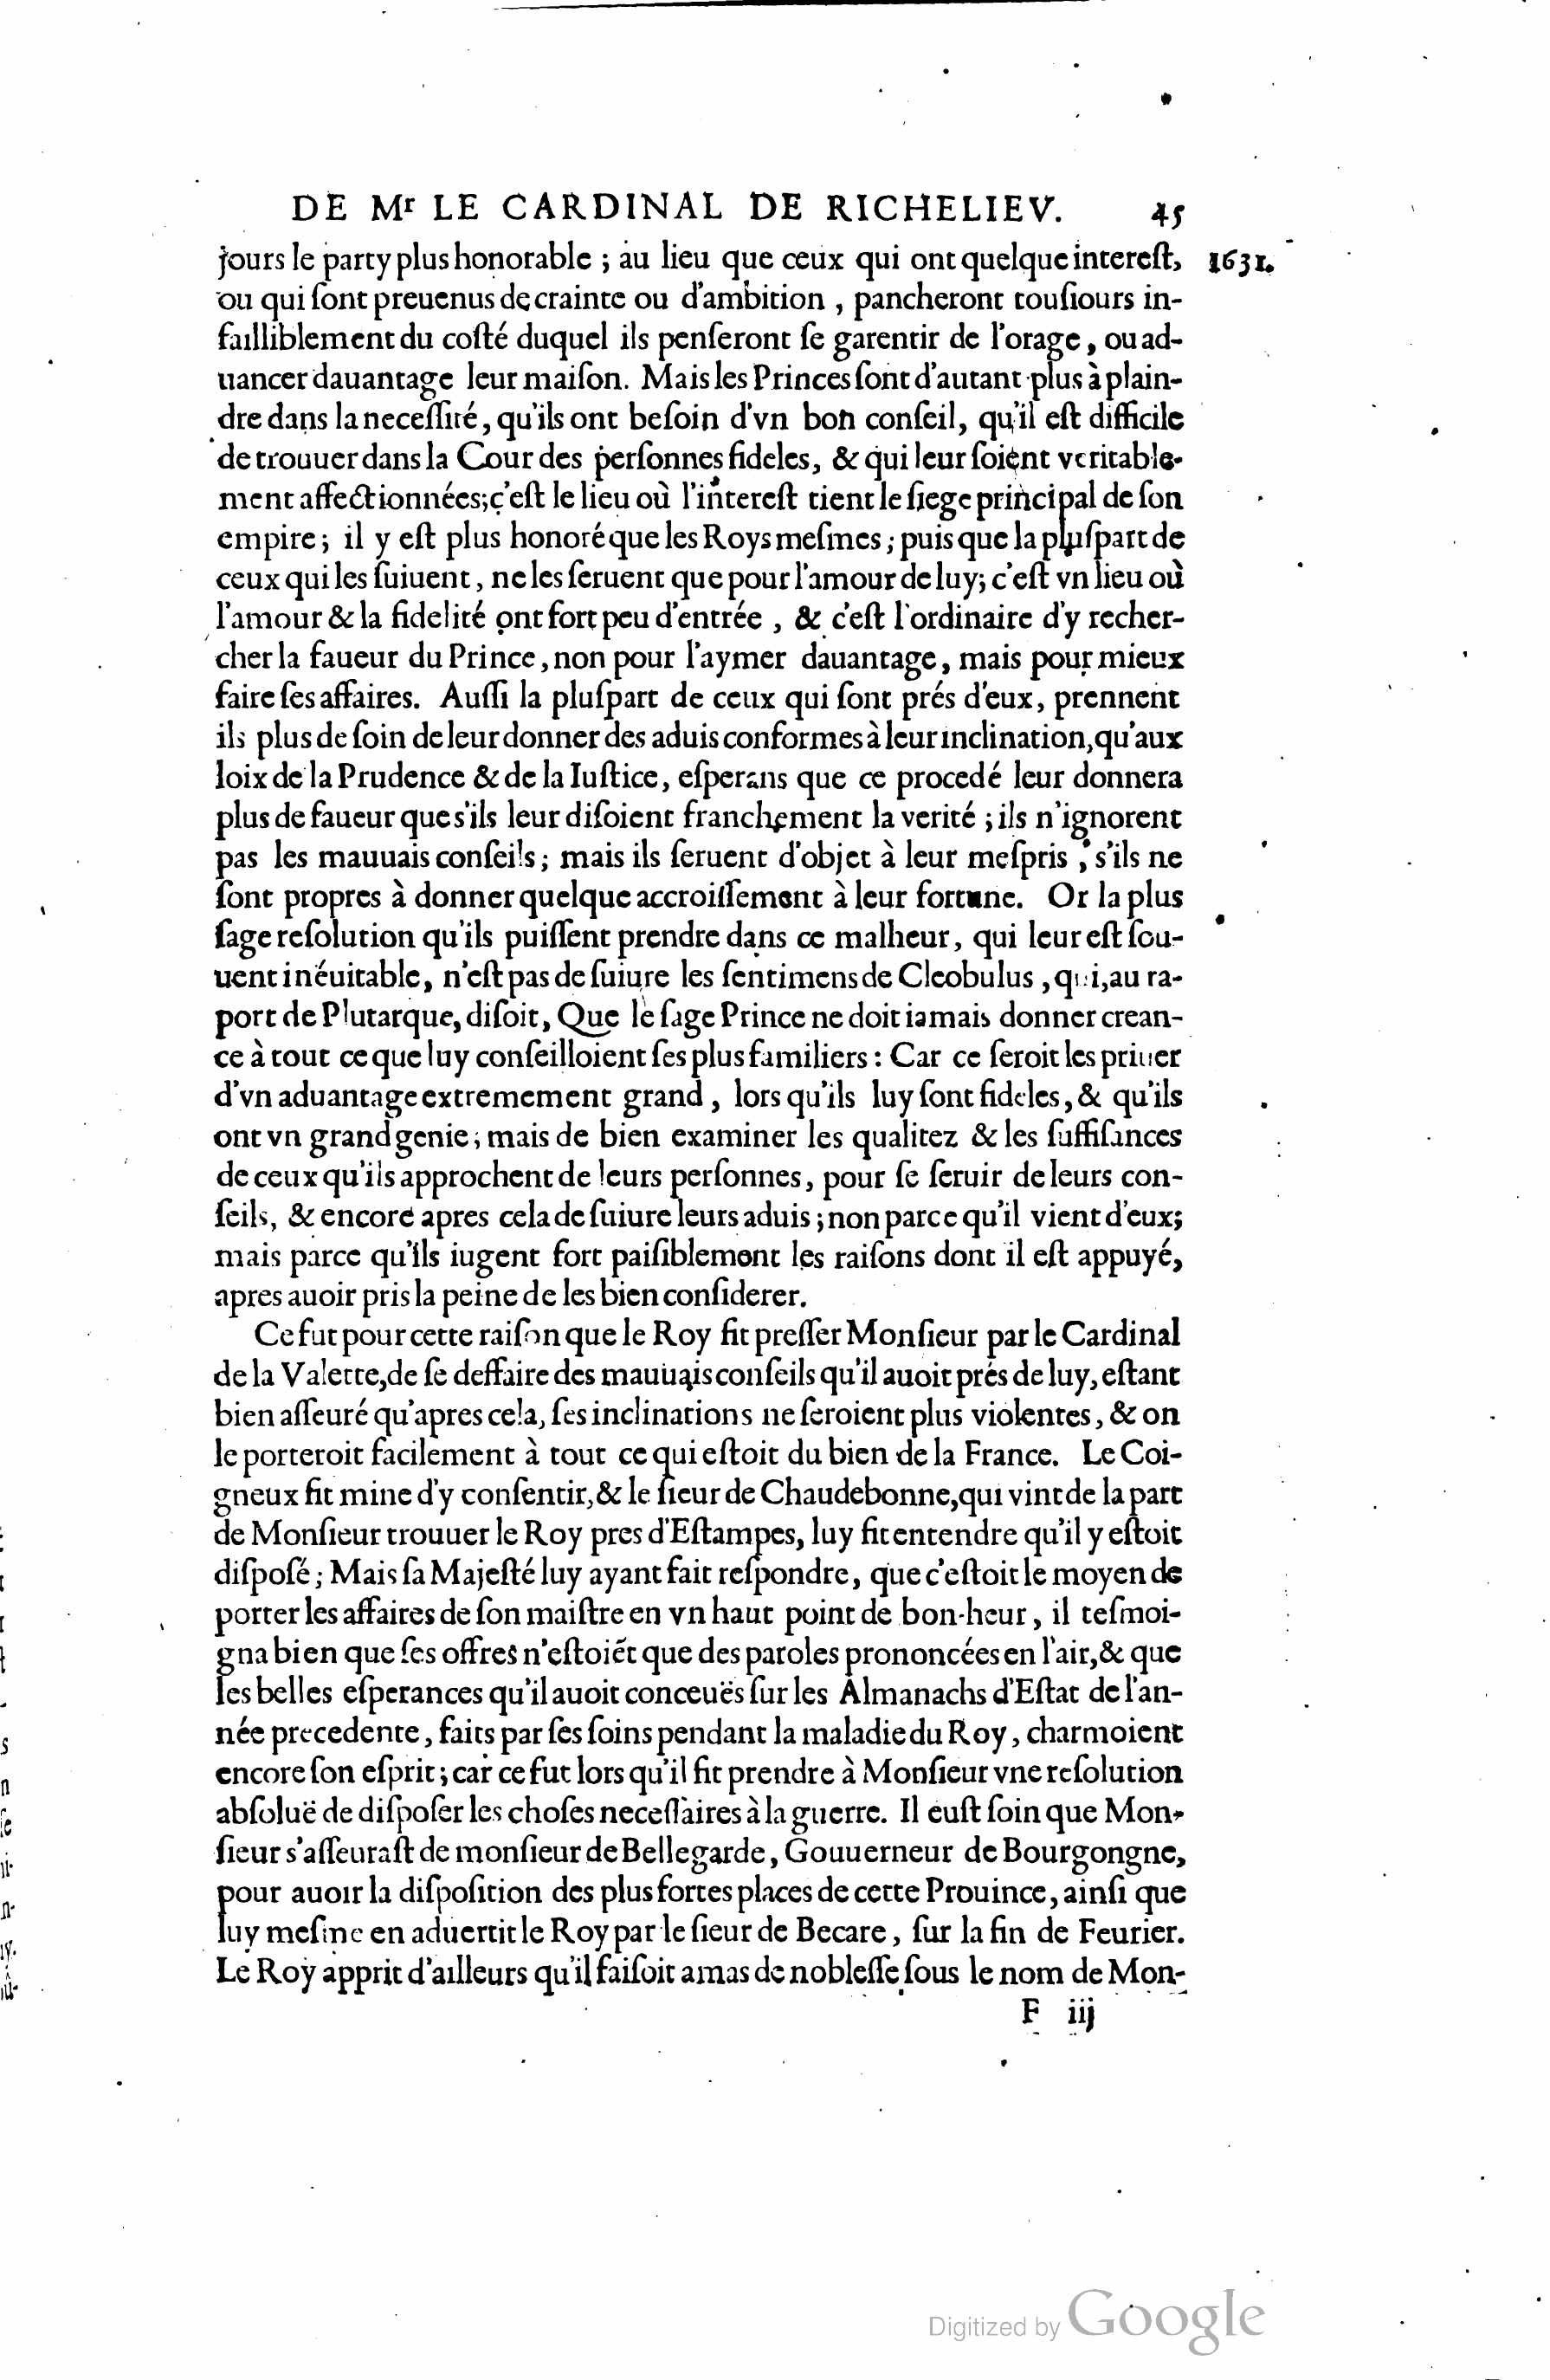 DE Mr LE CARDINAL DE RICHELIEV. 45
jours le party plus honorable ; au lieu que ceux qui ont quelque intereſt, 1631.
ou qui ſont preuenus de crainte ou d'ambition , pancheront touſiours in-
failliblement du coſté duquel ils penſeront ſe garentir de l'orage , ou ad-
uancer dauantage leur maiſon. Mais les Princes ſont d'autant plus à plain-
dre dans la neceſſité, qu'ils ont beſoin d'vn bon conſeil, qu'il eſt difficile
de trouuer dans la Cour des perſonnes fideles, & qui leur ſoient veritable-
ment affectionnées; c'eſt le lieu où l'intereſt tient le ſiege principal de ſon
empire ; il y eſt plus honoré que les Roys meſmes ; puis que la pluſpart de
ceux qui les ſuiuent , ne les ſeruent que pour l'amour de luy; c'eſt vn lieu où
l'amour & la fidelité ont fort peu d'entrée , & c'eſt l'ordinaire d'y recher-
cher la faueur du Prince , non pour l'aymer dauantage, mais pour mieux
faire ſes affaires. Auſſi la pluſpart de ceux qui ſont prés d'eux, prennent
ils plus de ſoin de leur donner des aduis conformes à leur inclination, qu'aux
loix de la Prudence & de la Iuſtice, eſperans que ce procedé leur donnera
plus de faueur que s'ils leur diſoient franchement la verité ; ils n'ignorent
pas les mauuais conſeils ; mais ils ſeruent d'objet à leur meſpris ; s'ils ne
ſont propres à donner quelque accroiſſement à leur fortune. Or la plus
ſage reſolution qu'ils puiſſent prendre dans ce malheur, qui leur eſt ſou-
uent inéuitable, n'eſt pas de ſuiure les ſentimens de Cleobulus , qui, au ra-
port de Plutarque, diſoit, Que le ſage Prince ne doit iamais donner crean-
ce à tout ce que luy conſeilloient ſes plus familiers : Car ce ſeroit les priuer
d'vn aduantage extremement grand , lors qu'ils luy ſont fideles, & qu'ils
ont vn grand genie ; mais de bien examiner les qualitez & les ſuffiſances
de ceux qu'ils approchent de leurs perſonnes, pour ſe ſeruir de leurs con-
ſeils, & encore apres cela de ſuiure leurs aduis ; non parce qu'il vient d'eux;
mais parce qu'ils iugent fort paiſiblement les raiſons dont il eſt appuyé,
apres auoir pris la peine de les bien conſiderer.
Ce fut pour cette raiſon que le Roy fit preſſer Monſieur par le Cardinal
de la Valette, de ſe deffaire des mauuais conſeils qu'il auoit prés de luy, eſtant
bien aſſeuré qu'apres cela, ſes inclinations ne ſeroient plus violentes, & on
le porteroit facilement à tout ce qui eſtoit du bien de la France. Le Coi-
gneux fit mine d'y conſentir, & le ſieur de Chaudebonne, qui vint de la part
de Monſieur trouuer le Roy pres d'Eſtampes, luy fit entendre qu'il y eſtoit
diſpoſé ; Mais ſa Majeſté luy ayant fait reſpondre, que c'eſtoit le moyen de
porter les affaires de ſon maiſtre en vn haut point de bon-heur , il teſmoi-
gna bien que ſes offres n'eſtoiẽt que des paroles prononcées en l'air, & que
les belles eſperances qu'il auoit conceuës ſur les Almanachs d'Eſtat de l'an-
née precedente, faits par ſes ſoins pendant la maladie du Roy, charmoient
encore ſon eſprit ; car ce fut lors qu'il fit prendre à Monſieur vne reſolution
abſoluë de diſpoſer les choſes neceſſaires à la guerre. Il euſt ſoin que Mon-
ſieur s'aſſeuraſt de monſieur de Bellegarde, Gouuerneur de Bourgongne,
pour auoir la diſpoſition des plus fortes places de cette Prouince, ainſi que
luy meſme en aduertit le Roy par le ſieur de Becare, ſur la fin de Feurier.
Le Roy apprit d'ailleurs qu'il faiſoit amas de nobleſſe ſous le nom de Mon-
F iij
Digitized by Google